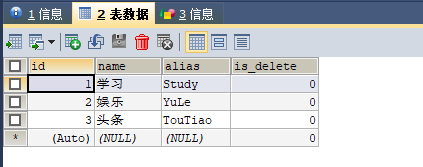 1 信息 2 表数据 3 信息
id name alias is_delete
1 学习 Study 0
2 娱乐 YuLe 0
3 头条 TouTiao 0
* (Auto) (NULL) (NULL) 0